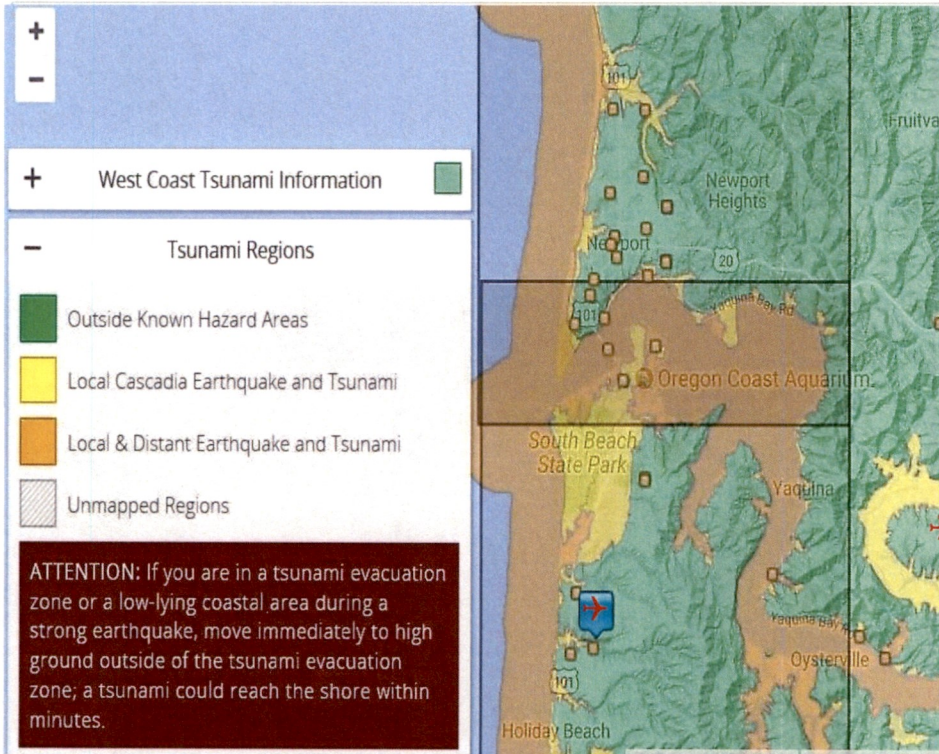 +
-
+ West Coast Tsunami Information
- Tsunami Regions
Outside Known Hazard Areas
Local Cascadia Earthquake and Tsunami
Local & Distant Earthquake and Tsunami
Unmapped Regions
ATTENTION: If you are in a tsunami evacuation
zone or a low-lying coastal area during a
strong earthquake, move immediately to high
ground outside of the tsunami evacuation
zone; a tsunami could reach the shore within
minutes.
101
Newport
Heights
Newport
20
Yaquina Bay Rd
101
Oregon Coast Aquarium
South Beach
State Park
Yaquina
Yaquina Bay
Oysterville
101
Holiday Beach